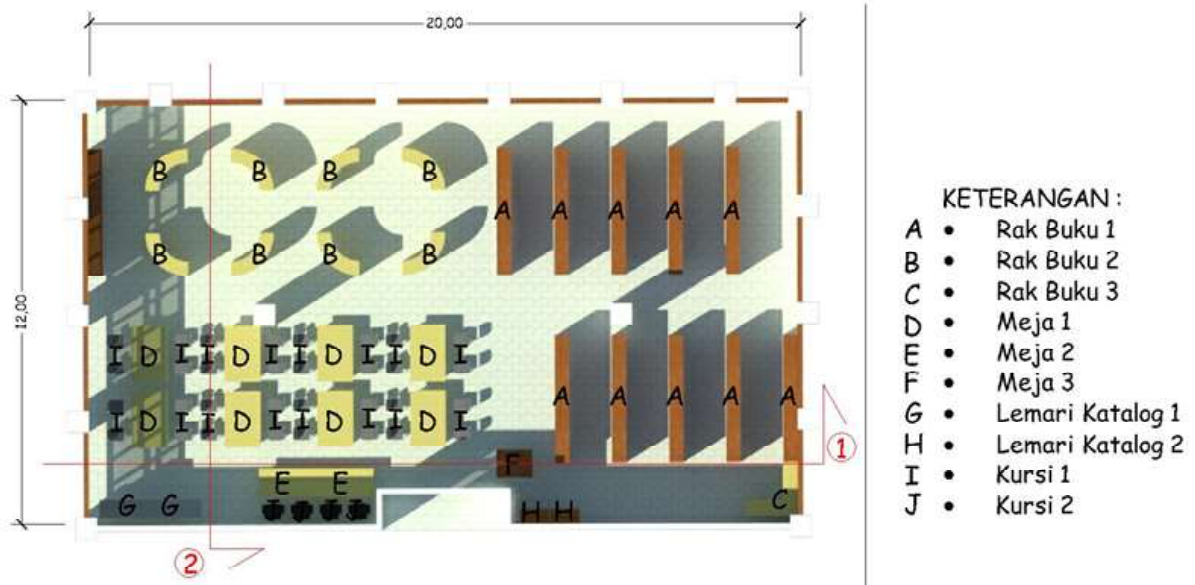 20,00
12,00
B B B B
A A A A A
B B B B
I D I I D I I D I I D I
I D I I D I I D I I D I
A A A A A
1
F
E E
G G
H H
C
2
KETERANGAN :
A • Rak Buku 1
B • Rak Buku 2
C • Rak Buku 3
D • Meja 1
E • Meja 2
F • Meja 3
G • Lemari Katalog 1
H • Lemari Katalog 2
I • Kursi 1
J • Kursi 2